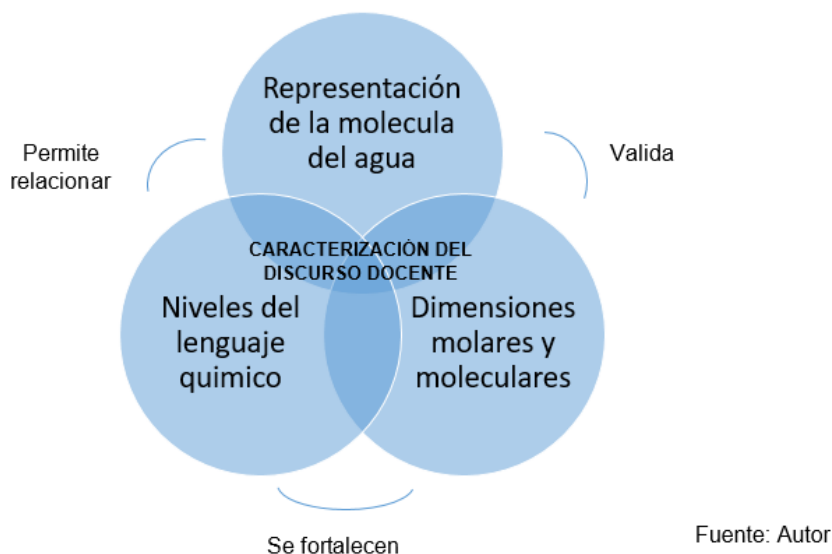 Representación
de la molecula
del agua
Permite
relacionar
Valida
CARACTERIZACIÓN DEL
DISCURSO DOCENTE
Niveles del
lenguaje
quimico
Dimensiones
molares y
moleculares
Se fortalecen
Fuente: Autor